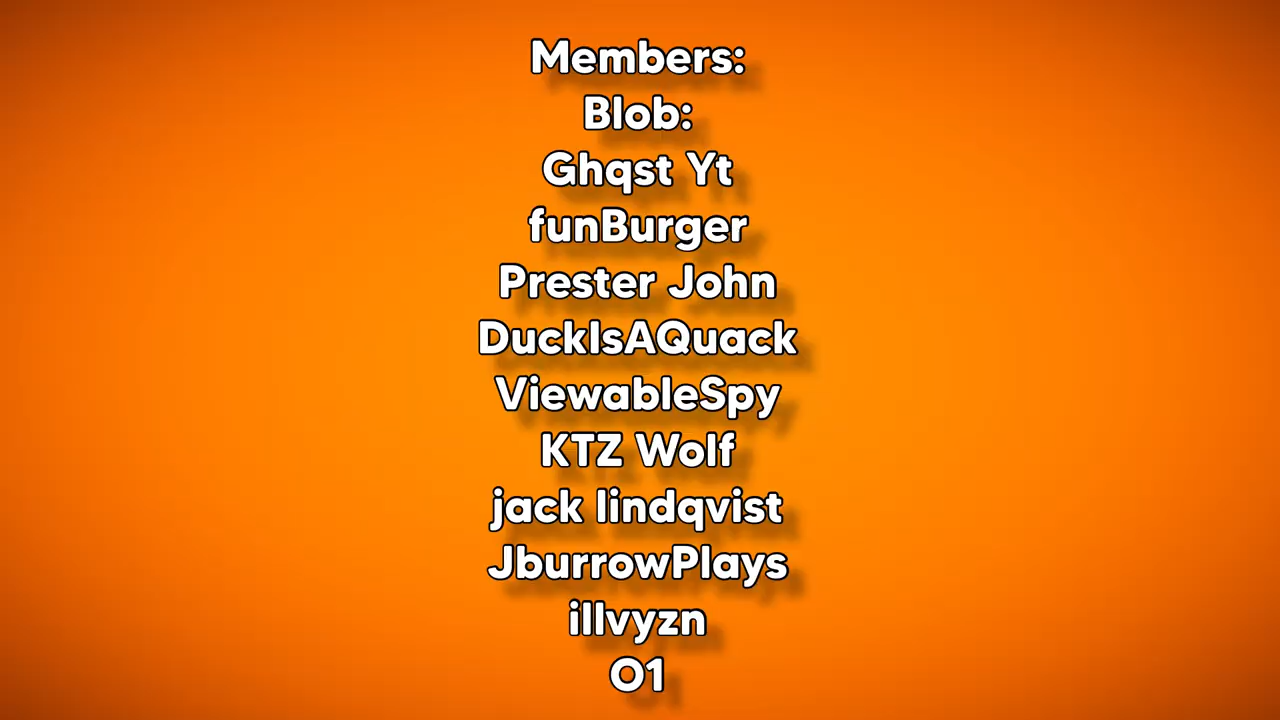 Members:
Blob:
Ghqst Yt
funBurger
Prester John
DuckIsAQuack
ViewableSpy
KTZ Wolf
jack lindqvist
JburrowPlays
illvyzn
O1